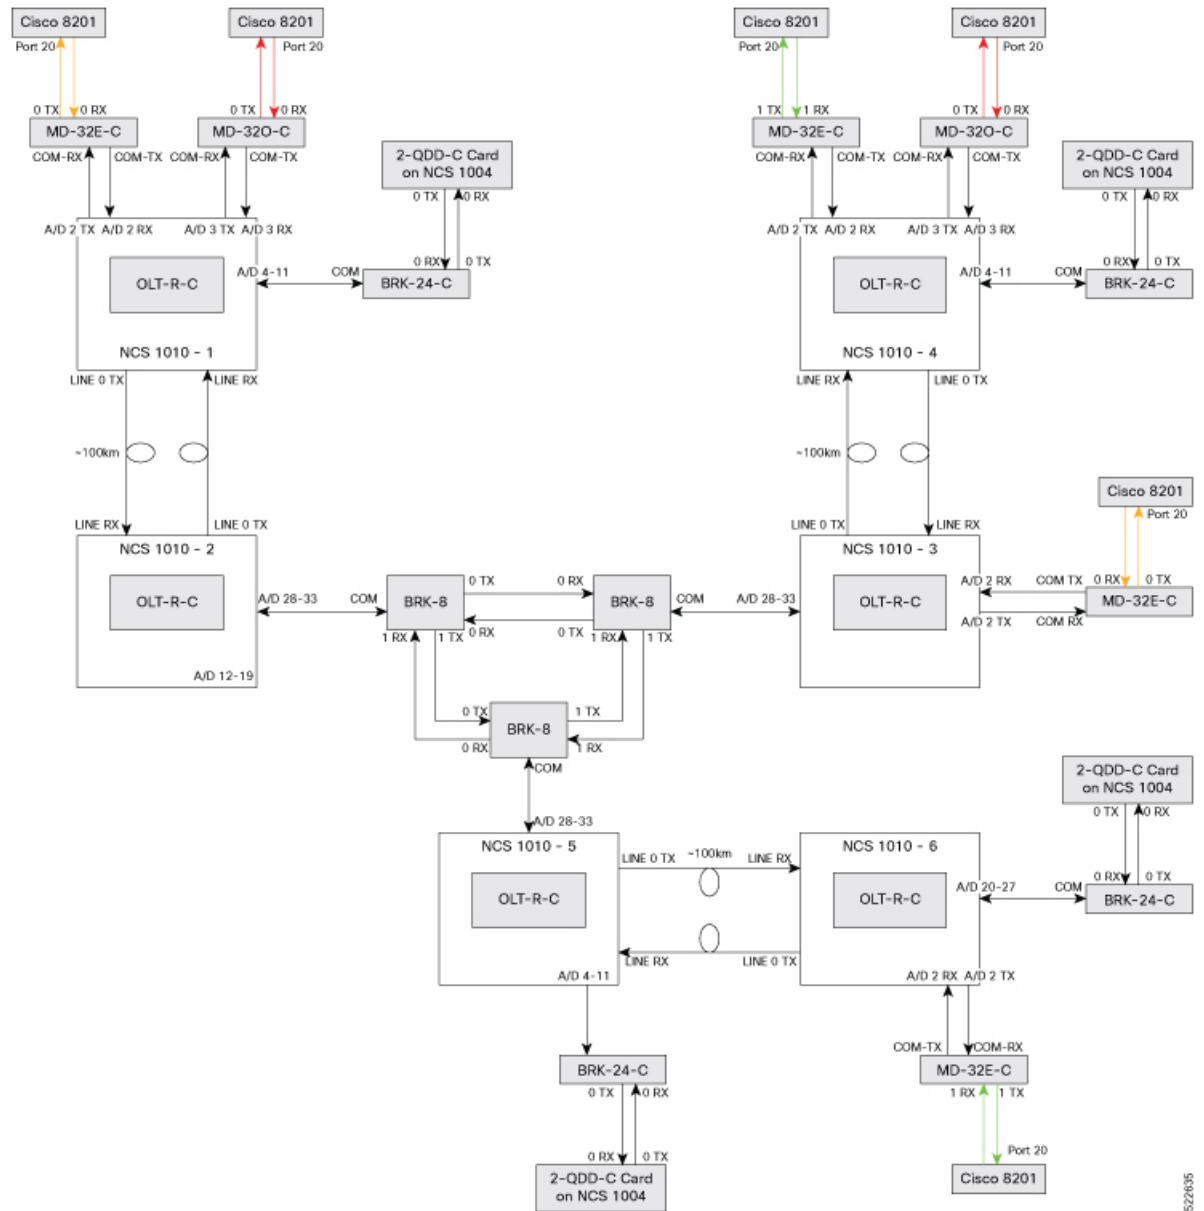 Cisco 8201
Cisco 8201
Port 20
Port 20
0 TX
0 RX
0 TX
0 RX
MD-32E-C
MD-32O-C
COM-RX
COM-TX
COM-RX
COM-TX
2-QDD-C Card
on NCS 1004
0 TX
0 RX
A/D 2 TX
A/D 2 RX
A/D 3 TX
A/D 3 RX
0 RX
0 TX
A/D 4-11
COM
BRK-24-C
OLT-R-C
NCS 1010 - 1
LINE 0 TX
LINE RX
~100km
LINE RX
LINE 0 TX
NCS 1010 - 2
OLT-R-C
A/D 28-33
A/D 12-19
COM
BRK-8
0 TX
0 RX
0 RX
0 TX
BRK-8
COM
A/D 28-33
1 RX
1 TX
1 RX
1 TX
0 TX
1 TX
BRK-8
0 RX
1 RX
COM
A/D 28-33
Cisco 8201
Cisco 8201
Port 20
Port 20
1 TX
1 RX
0 TX
0 RX
MD-32E-C
MD-32O-C
COM-RX
COM-TX
COM-RX
COM-TX
2-QDD-C Card
on NCS 1004
0 TX
0 RX
A/D 2 TX
A/D 2 RX
A/D 3 TX
A/D 3 RX
0 RX
0 TX
A/D 4-11
COM
BRK-24-C
OLT-R-C
NCS 1010 - 4
LINE RX
LINE 0 TX
~100km
LINE 0 TX
LINE RX
NCS 1010 - 3
OLT-R-C
Cisco 8201
Port 20
A/D 2 RX
COM TX
0 RX
0 TX
MD-32E-C
A/D 2 TX
COM RX
NCS 1010 - 5
OLT-R-C
LINE 0 TX
~100km
LINE RX
LINE RX
LINE 0 TX
A/D 4-11
BRK-24-C
0 TX
0 RX
0 RX
0 TX
2-QDD-C Card
on NCS 1004
NCS 1010 - 6
OLT-R-C
2-QDD-C Card
on NCS 1004
0 TX
0 RX
0 RX
0 TX
A/D 20-27
COM
BRK-24-C
A/D 2 RX
A/D 2 TX
COM-TX
COM-RX
MD-32E-C
1 RX
1 TX
Port 20
Cisco 8201
522635